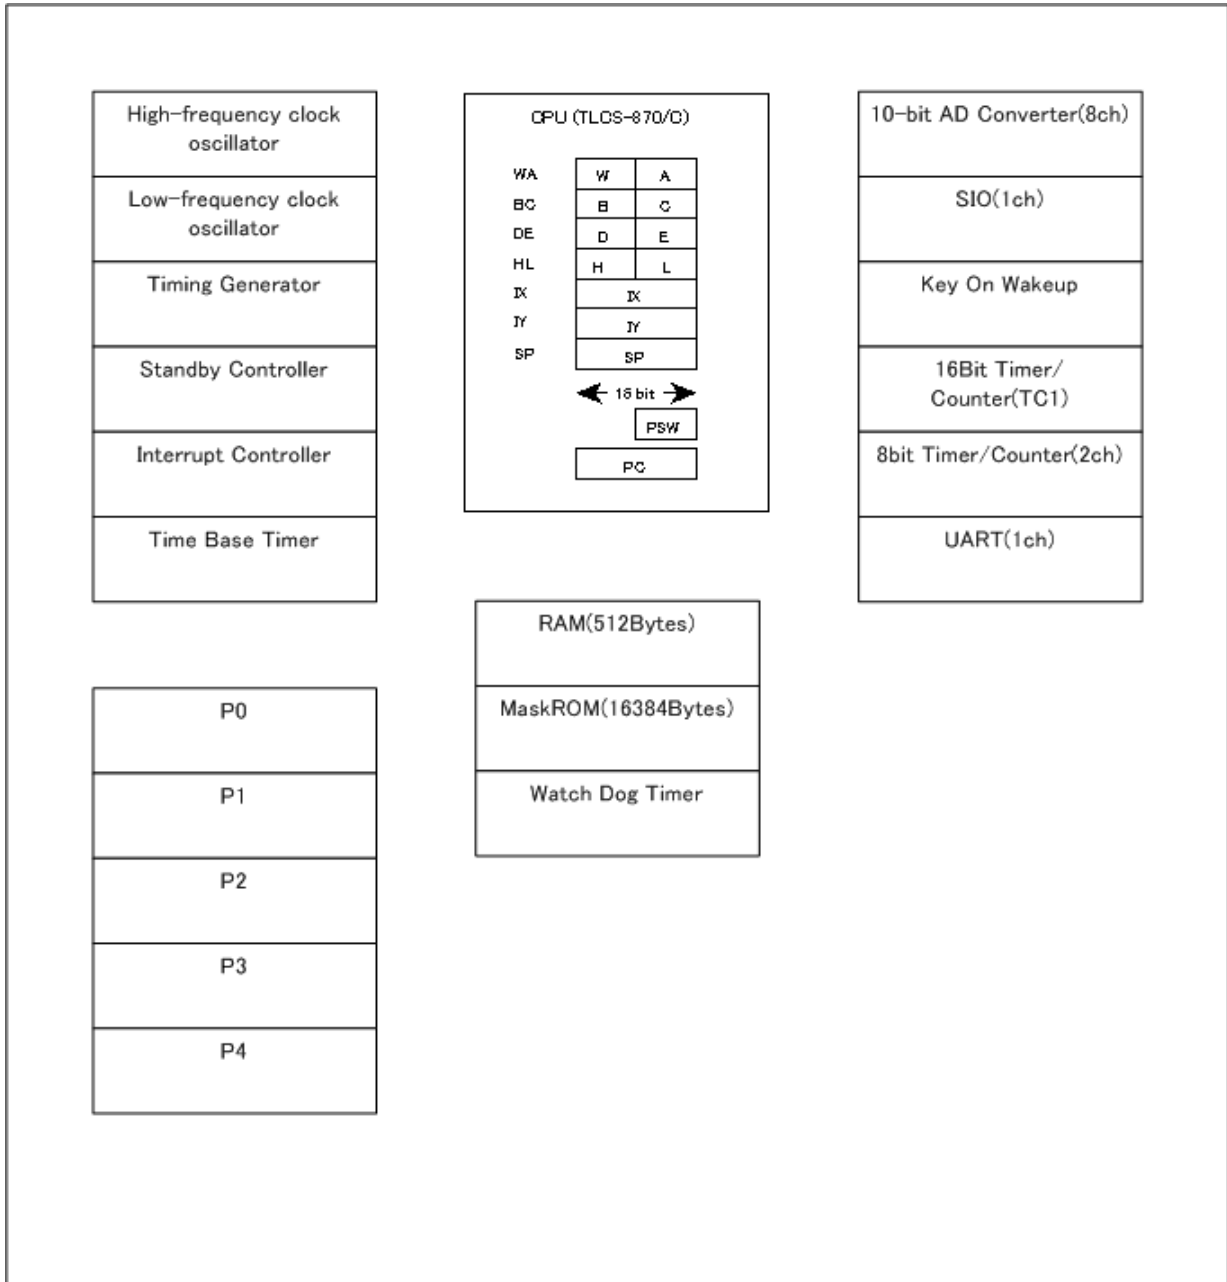 High-frequency clock
oscillator
Low-frequency clock
oscillator
Timing Generator
Standby Controller
Interrupt Controller
Time Base Timer
P0
P1
P2
P3
P4
CPU (TLCS-870/C)
WA W A
BC B C
DE D E
HL H L
IX IX
IY IY
SP SP
16 bit
PSW
PC
RAM(512Bytes)
MaskROM(16384Bytes)
Watch Dog Timer
10-bit AD Converter(8ch)
SIO(1ch)
Key On Wakeup
16Bit Timer/
Counter(TC1)
8bit Timer/Counter(2ch)
UART(1ch)